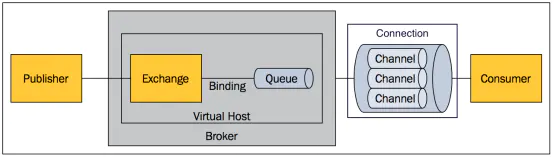 Publisher
Exchange
Binding
Queue
Virtual Host
Broker
Connection
Channel
Channel
Channel
Consumer